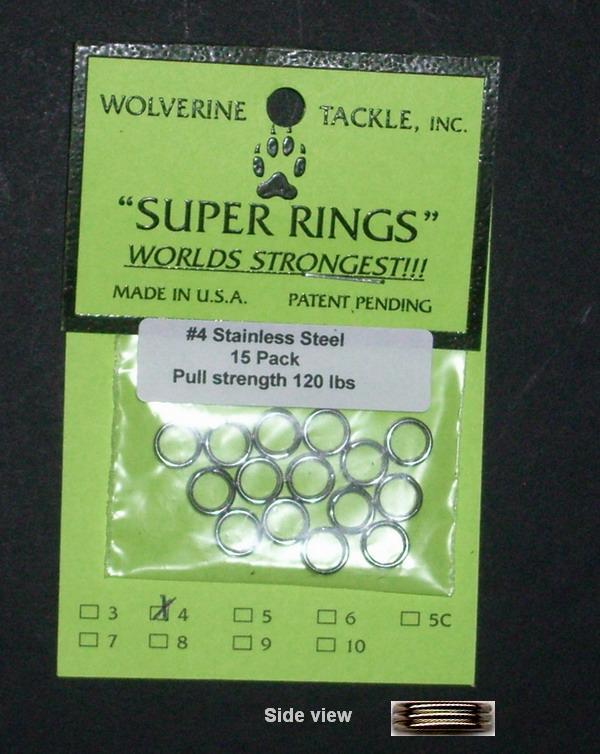 WOLVERINE TACKLE, INC.
“SUPER RINGS”
WORLDS STRONGEST!!!
MADE IN U.S.A. PATENT PENDING
#4 Stainless Steel
15 Pack
Pull strength 120 lbs
3 4 5 6 5C
7 8 9 10
Side view